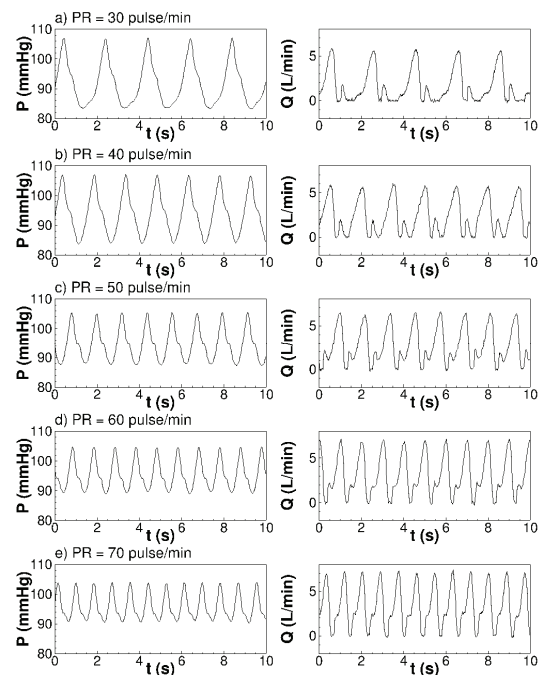 a) PR = 30 pulse/min
110
100
90
80
P (mmHg)
0 2 4 6 8 10
t (s)
5
0
Q (L/min)
0 2 4 6 8 10
t (s)
b) PR = 40 pulse/min
110
100
90
80
P (mmHg)
0 2 4 6 8 10
t (s)
5
0
Q (L/min)
0 2 4 6 8 10
t (s)
c) PR = 50 pulse/min
110
100
90
80
P (mmHg)
0 2 4 6 8 10
t (s)
5
0
Q (L/min)
0 2 4 6 8 10
t (s)
d) PR = 60 pulse/min
110
100
90
80
P (mmHg)
0 2 4 6 8 10
t (s)
5
0
Q (L/min)
0 2 4 6 8 10
t (s)
e) PR = 70 pulse/min
110
100
90
80
P (mmHg)
0 2 4 6 8 10
t (s)
5
0
Q (L/min)
0 2 4 6 8 10
t (s)